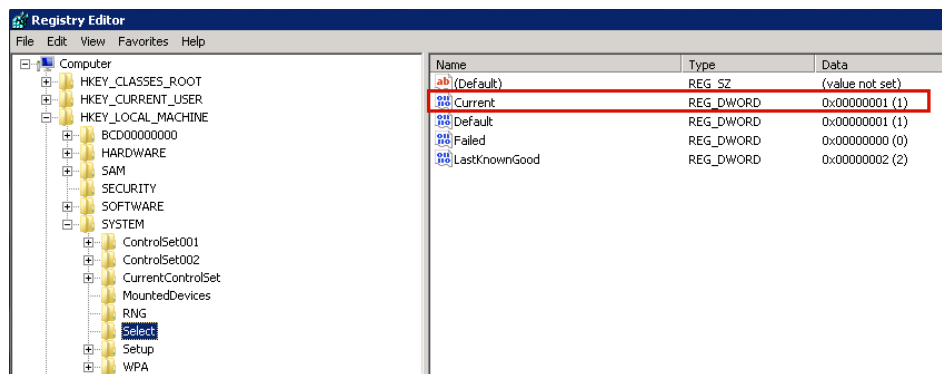 Registry Editor
File Edit View Favorites Help
Computer
HKEY_CLASSES_ROOT
HKEY_CURRENT_USER
HKEY_LOCAL_MACHINE
BCD00000000
HARDWARE
SAM
SECURITY
SOFTWARE
SYSTEM
ControlSet001
ControlSet002
CurrentControlSet
MountedDevices
RNG
Select
Setup
WPA
Name Type Data
(Default) REG_SZ (value not set)
Current REG_DWORD 0x00000001 (1)
Default REG_DWORD 0x00000001 (1)
Failed REG_DWORD 0x00000000 (0)
LastKnownGood REG_DWORD 0x00000002 (2)